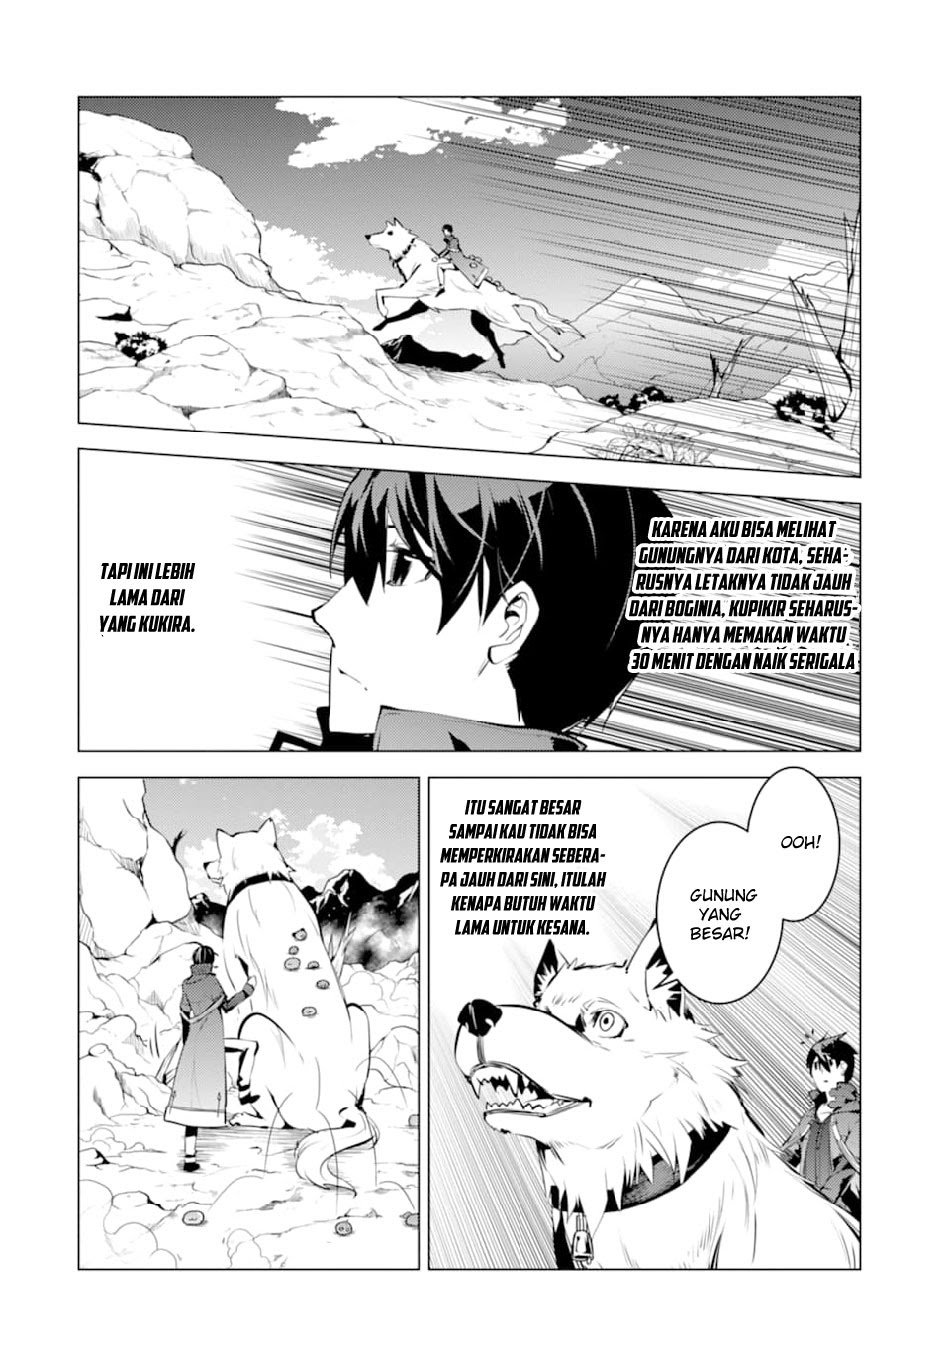 KARENA AKU BISA MELIHAT
GUNUNGNYA DARI KOTA, SEHA-
RUSNYA LETAKNYA TIDAK JAUH
DARI BOGINIA, KUPIKIR SEHARUS-
NYA HANYA MEMAKAN WAKTU
30 MENIT DENGAN NAIK SERIGALA
TAPI INI LEBIH
LAMA DARI
YANG KUKIRA.
OOH!
GUNUNG
YANG
BESAR!
ITU SANGAT BESAR
SAMPAI KAU TIDAK BISA
MEMPERKIRAKAN SEBERA-
PA JAUH DARI SINI, ITULAH
KENAPA BUTUH WAKTU
LAMA UNTUK KESANA.